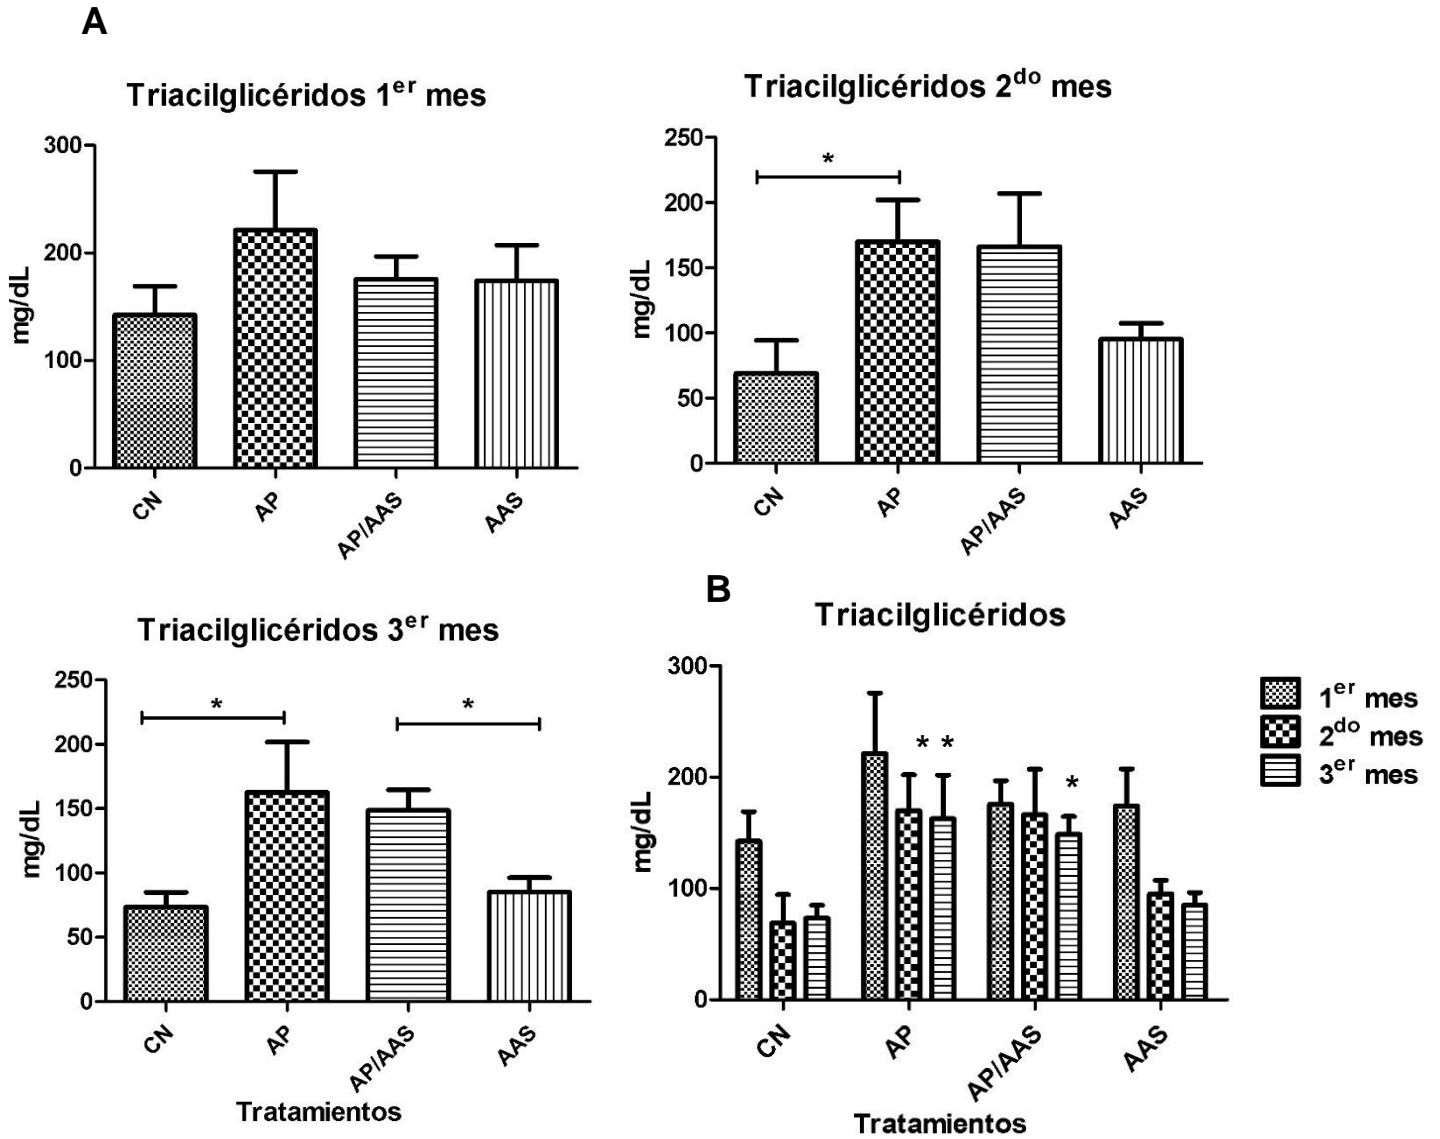 A
Triacilglicéridos 1er mes
300
200
100
0
mg/dL
CN
AP
AP/AAS
AAS
Triacilglicéridos 2do mes
250
200
150
100
50
0
mg/dL
*
CN
AP
AP/AAS
AAS
Triacilglicéridos 3er mes
250
200
150
100
50
0
mg/dL
*
*
CN
AP
AP/AAS
AAS
Tratamientos
B
Triacilglicéridos
300
200
100
0
mg/dL
* *
*
CN
AP
AP/AAS
AAS
Tratamientos
1er mes
2do mes
3er mes